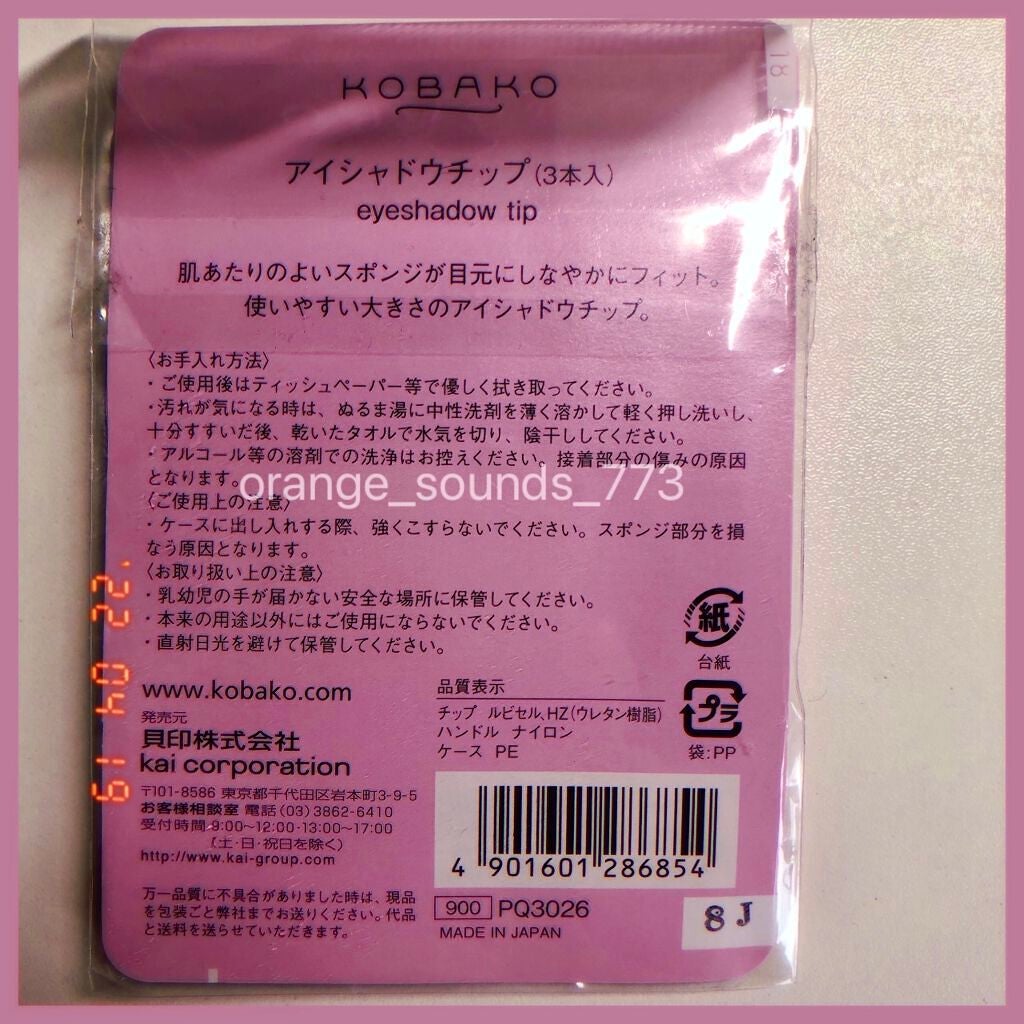 KOBAKO
アイシャドウチップ(3本入)
eyeshadow tip
肌あたりのよいスポンジが目元にしなやかにフィット。
使いやすい大きさのアイシャドウチップ。
〈お手入れ方法〉
・ご使用後はティッシュペーパー等で優しく拭き取ってください。
・汚れが気になる時は、ぬるま湯に中性洗剤を薄く溶かして軽く押し洗いし、
十分すすいだ後、乾いたタオルで水気を切り、陰干ししてください。
・アルコール等の溶剤での洗浄はお控えください。接着部分の傷みの原因
となります。
orange_sounds_773
〈ご使用上の注意〉
・ケースに出し入れする際、強くこすらないでください。スポンジ部分を損
なう原因となります。
〈お取り扱い上の注意〉
・乳幼児の手が届かない安全な場所に保管してください。
・本来の用途以外にはご使用にならないでください。
・直射日光を避けて保管してください。
紙
台紙
プラ
袋:PP
www.kobako.com
発売元
貝印株式会社
kai corporation
〒101-8586 東京都千代田区岩本町3-9-5
お客様相談室 電話(03)3862-6410
受付時間 9:00~12:00・13:00~17:00
(土・日・祝日を除く)
http://www.kai-group.com
万一品質に不具合がありました時は、現品
を包装ごと弊社までお送りください。代品
と送料を送らせていただきます。
品質表示
チップ ルビセル、HZ(ウレタン樹脂)
ハンドル ナイロン
ケース PE
4 901601 286854
900 PQ3026
MADE IN JAPAN
8J
18
'22 04 19